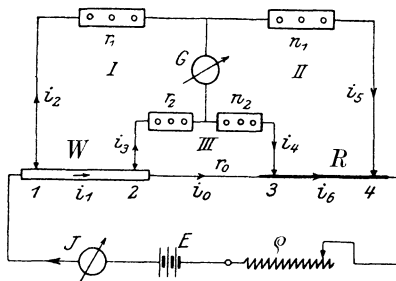 r₁ n₁
I G II
i₂ i₅
r₂ n₂
i₃ III i₄
W r₀ R
1 i₁ 2 i₀ 3 i₆ 4
J E ρ